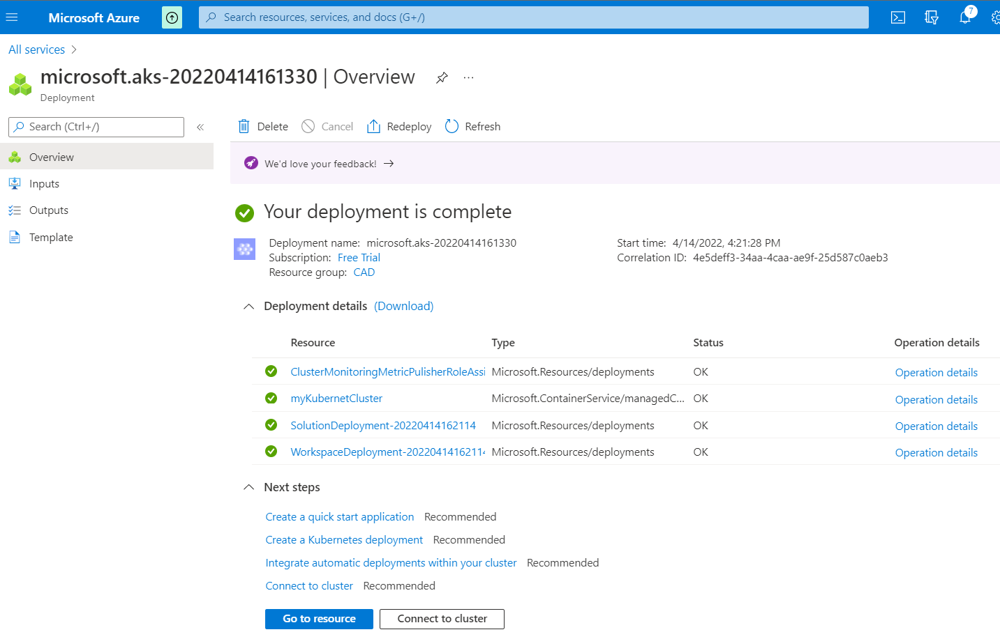 Microsoft Azure
Search resources, services, and docs (G+/)
7
All services
microsoft.aks-20220414161330 | Overview
...
Deployment
Search (Ctrl+/)
«
Delete
Cancel
Redeploy
Refresh
Overview
Inputs
Outputs
Template
We'd love your feedback! →
Your deployment is complete
Deployment name: microsoft.aks-20220414161330
Subscription: Free Trial
Resource group: CAD
Start time: 4/14/2022, 4:21:28 PM
Correlation ID: 4e5deff3-34aa-4caa-ae9f-25d587c0aeb3
Deployment details (Download)
Resource Type Status Operation details
ClusterMonitoringMetricPulisherRoleAssi Microsoft.Resources/deployments OK Operation details
myKubernetCluster Microsoft.ContainerService/managedC... OK Operation details
SolutionDeployment-20220414162114 Microsoft.Resources/deployments OK Operation details
WorkspaceDeployment-20220414162114 Microsoft.Resources/deployments OK Operation details
Next steps
Create a quick start application Recommended
Create a Kubernetes deployment Recommended
Integrate automatic deployments within your cluster Recommended
Connect to cluster Recommended
Go to resource
Connect to cluster